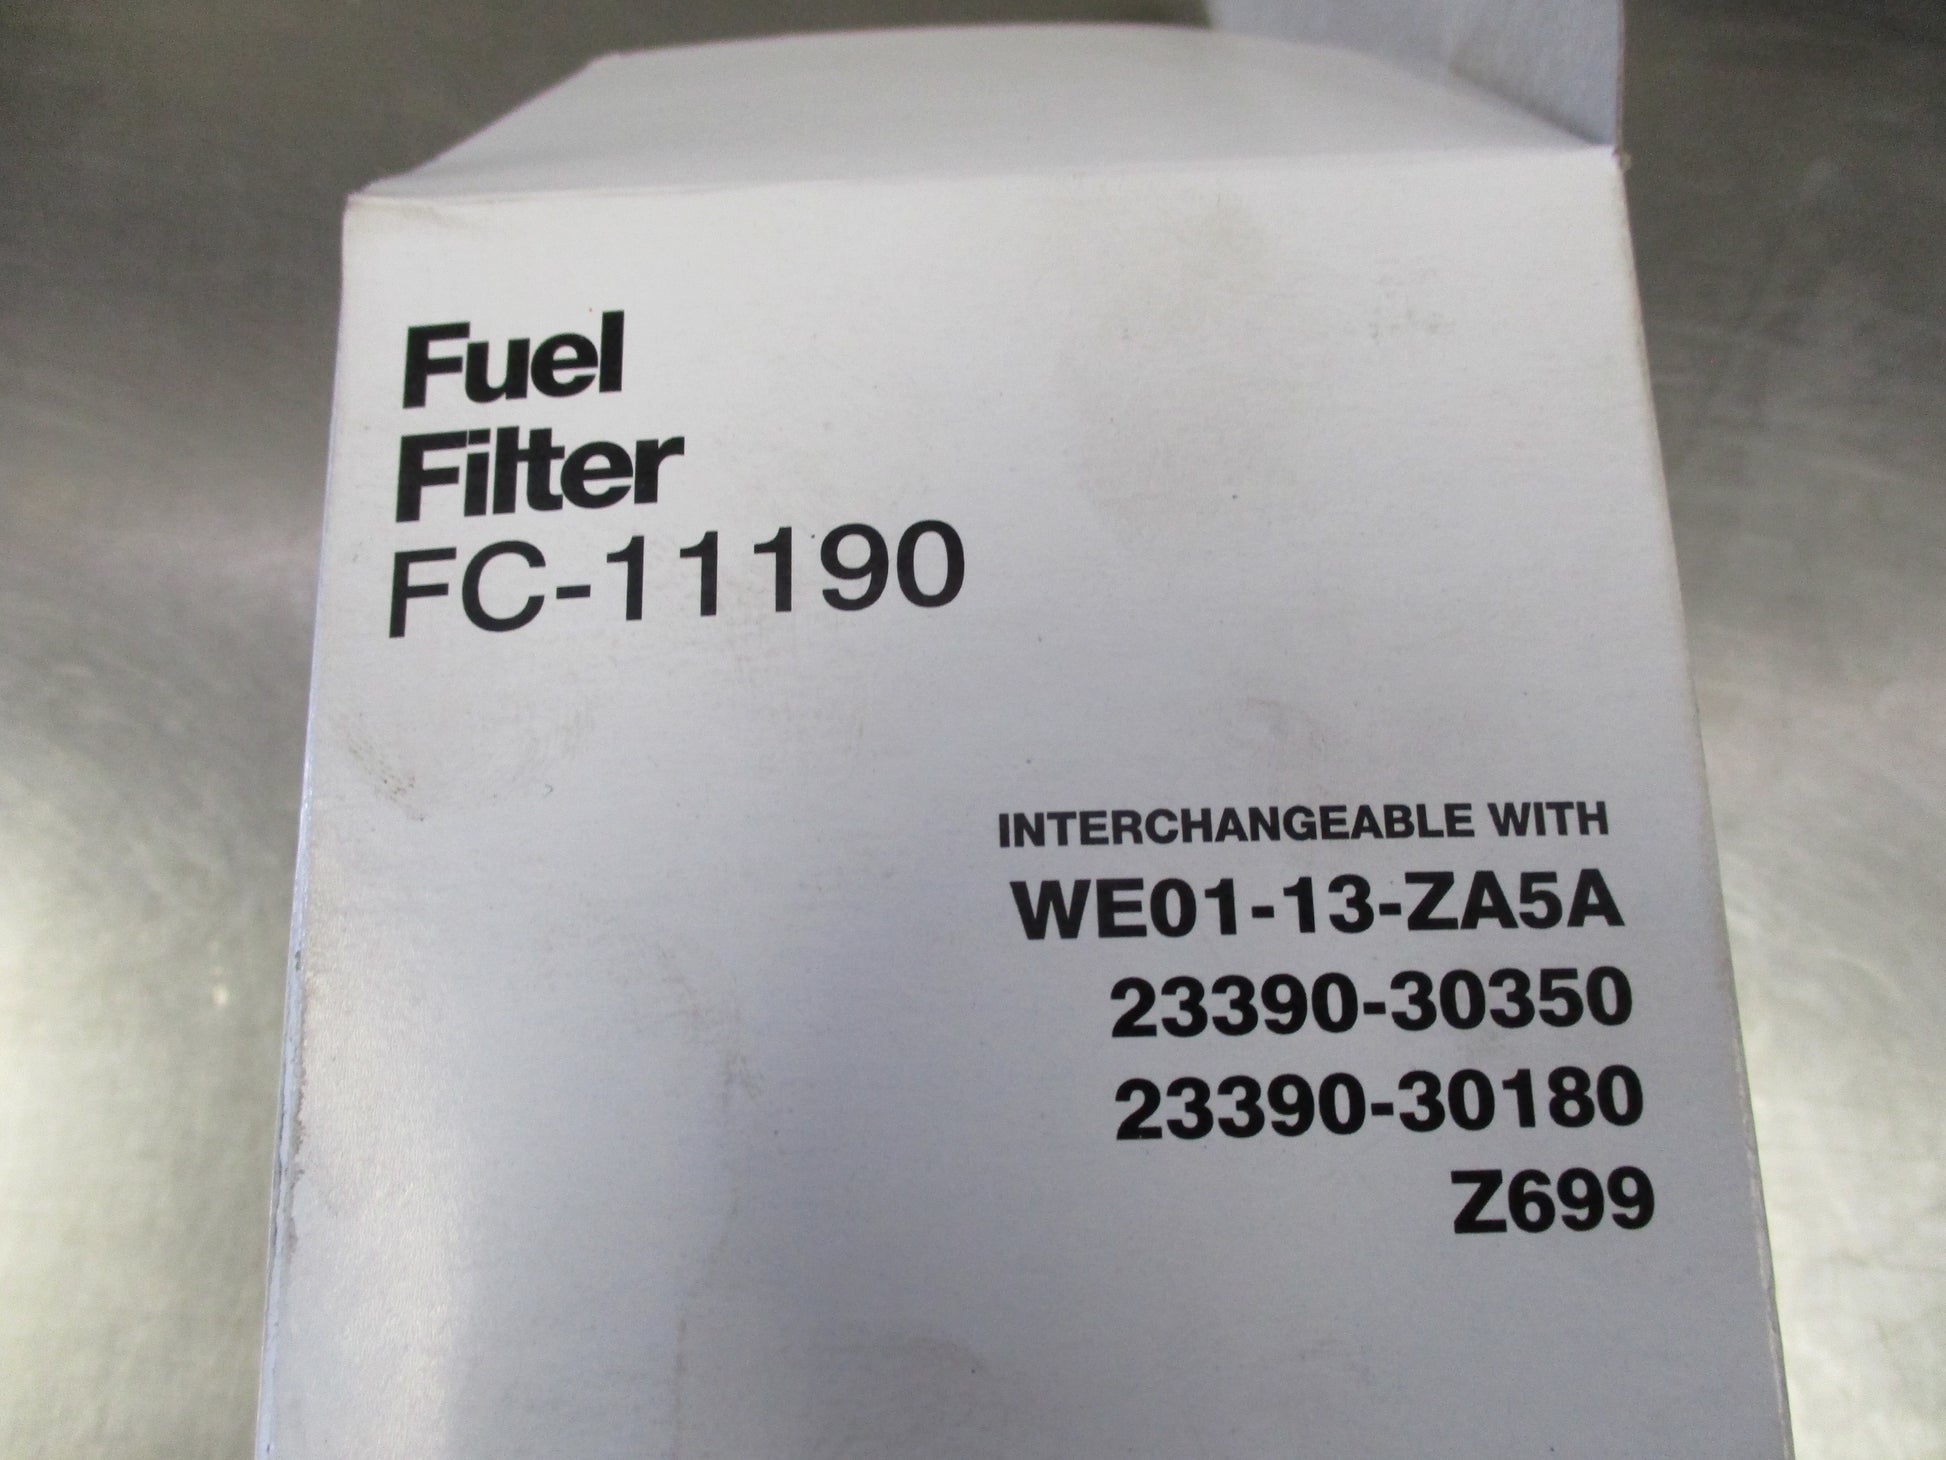 Fuel
Filter
FC-11190
INTERCHANGEABLE WITH
WE01-13-ZA5A
23390-30350
23390-30180
Z699